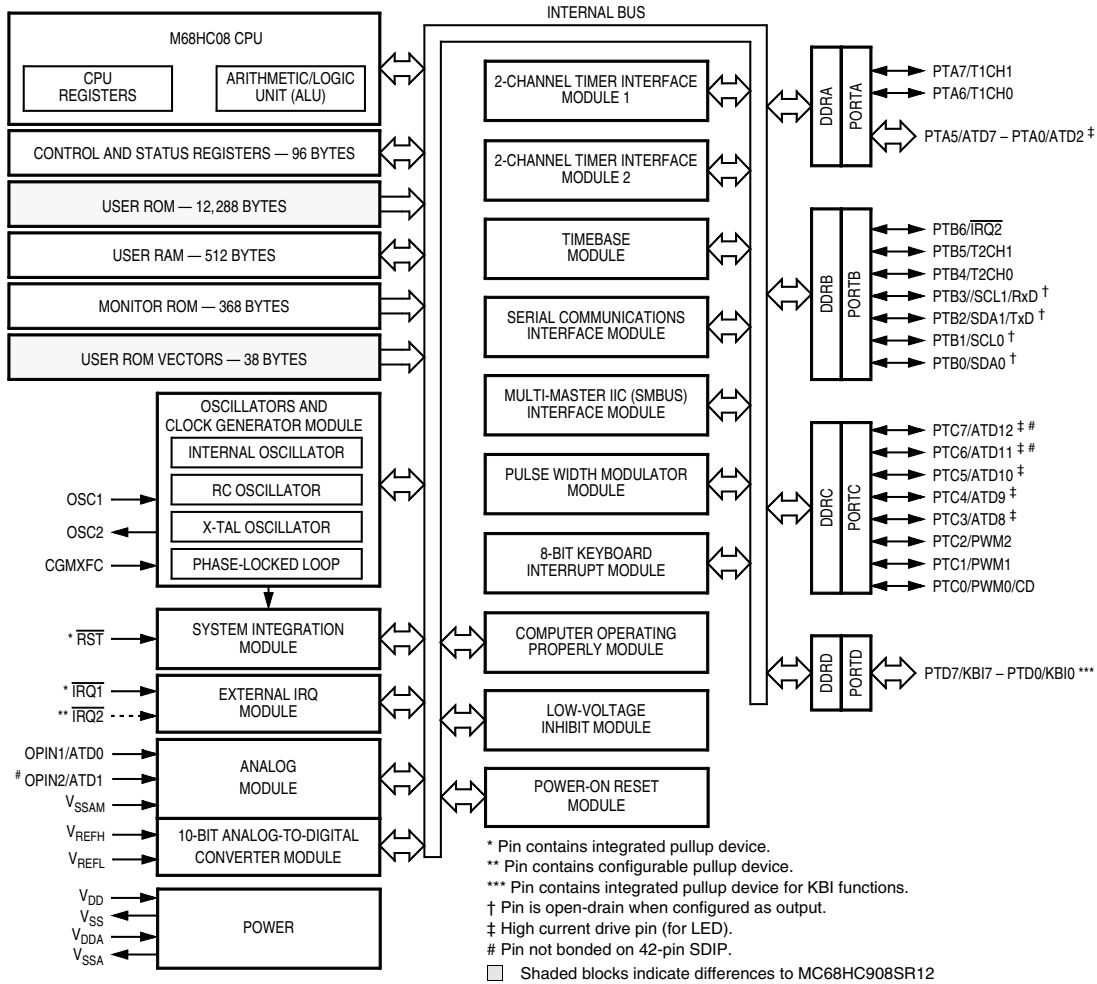 INTERNAL BUS
M68HC08 CPU
CPU
REGISTERS
ARITHMETIC/LOGIC
UNIT (ALU)
CONTROL AND STATUS REGISTERS — 96 BYTES
USER ROM — 12,288 BYTES
USER RAM — 512 BYTES
MONITOR ROM — 368 BYTES
USER ROM VECTORS — 38 BYTES
OSCILLATORS AND
CLOCK GENERATOR MODULE
INTERNAL OSCILLATOR
RC OSCILLATOR
X-TAL OSCILLATOR
PHASE-LOCKED LOOP
OSC1
OSC2
CGMXFC
SYSTEM INTEGRATION
MODULE
* RST
EXTERNAL IRQ
MODULE
* IRQ1
** IRQ2
ANALOG
MODULE
OPIN1/ATD0
# OPIN2/ATD1
VSSAM
10-BIT ANALOG-TO-DIGITAL
CONVERTER MODULE
VREFH
VREFL
POWER
VDD
VSS
VDDA
VSSA
2-CHANNEL TIMER INTERFACE
MODULE 1
2-CHANNEL TIMER INTERFACE
MODULE 2
TIMEBASE
MODULE
SERIAL COMMUNICATIONS
INTERFACE MODULE
MULTI-MASTER IIC (SMBUS)
INTERFACE MODULE
PULSE WIDTH MODULATOR
MODULE
8-BIT KEYBOARD
INTERRUPT MODULE
COMPUTER OPERATING
PROPERLY MODULE
LOW-VOLTAGE
INHIBIT MODULE
POWER-ON RESET
MODULE
DDRA
PORTA
PTA7/T1CH1
PTA6/T1CH0
PTA5/ATD7 – PTA0/ATD2 ‡
DDRB
PORTB
PTB6/IRQ2
PTB5/T2CH1
PTB4/T2CH0
PTB3//SCL1/RxD †
PTB2/SDA1/TxD †
PTB1/SCL0 †
PTB0/SDA0 †
DDRC
PORTC
PTC7/ATD12 ‡ #
PTC6/ATD11 ‡ #
PTC5/ATD10 ‡
PTC4/ATD9 ‡
PTC3/ATD8 ‡
PTC2/PWM2
PTC1/PWM1
PTC0/PWM0/CD
DDRD
PORTD
PTD7/KBI7 – PTD0/KBI0 ***
* Pin contains integrated pullup device.
** Pin contains configurable pullup device.
*** Pin contains integrated pullup device for KBI functions.
† Pin is open-drain when configured as output.
‡ High current drive pin (for LED).
# Pin not bonded on 42-pin SDIP.
Shaded blocks indicate differences to MC68HC908SR12